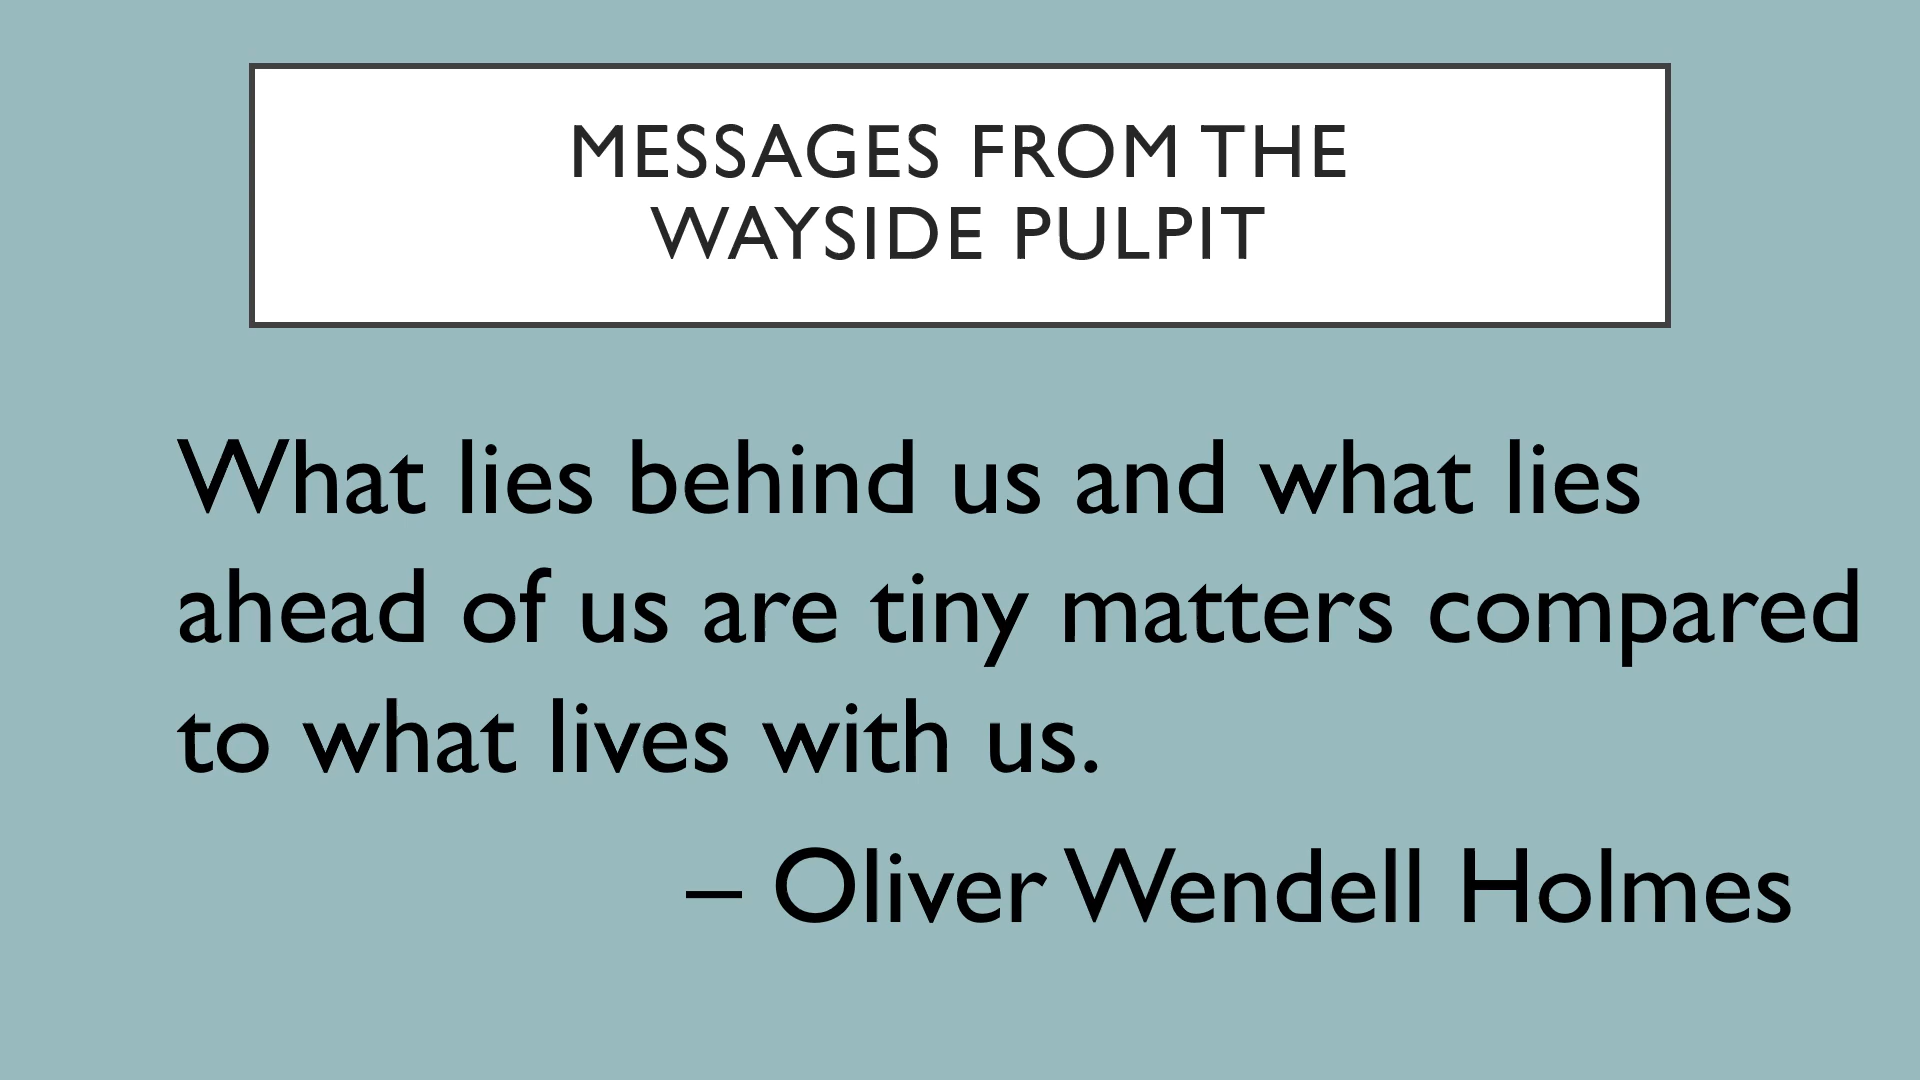 MESSAGES FROM THE
WAYSIDE PULPIT
What lies behind us and what lies
ahead of us are tiny matters compared
to what lives with us.
– Oliver Wendell Holmes